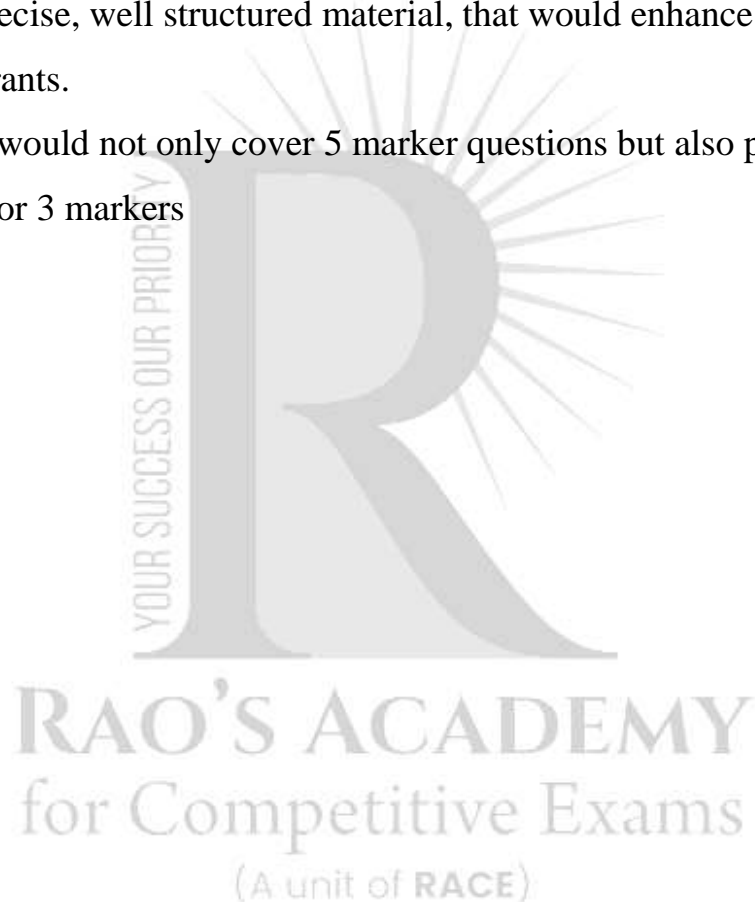 ecise, well structured material, that would enhance
rants.
would not only cover 5 marker questions but also p
or 3 markers
YOUR SUCCESS OUR PRIORITY
R
RAO'S ACADEMY
for Competitive Exams
(A unit of RACE)